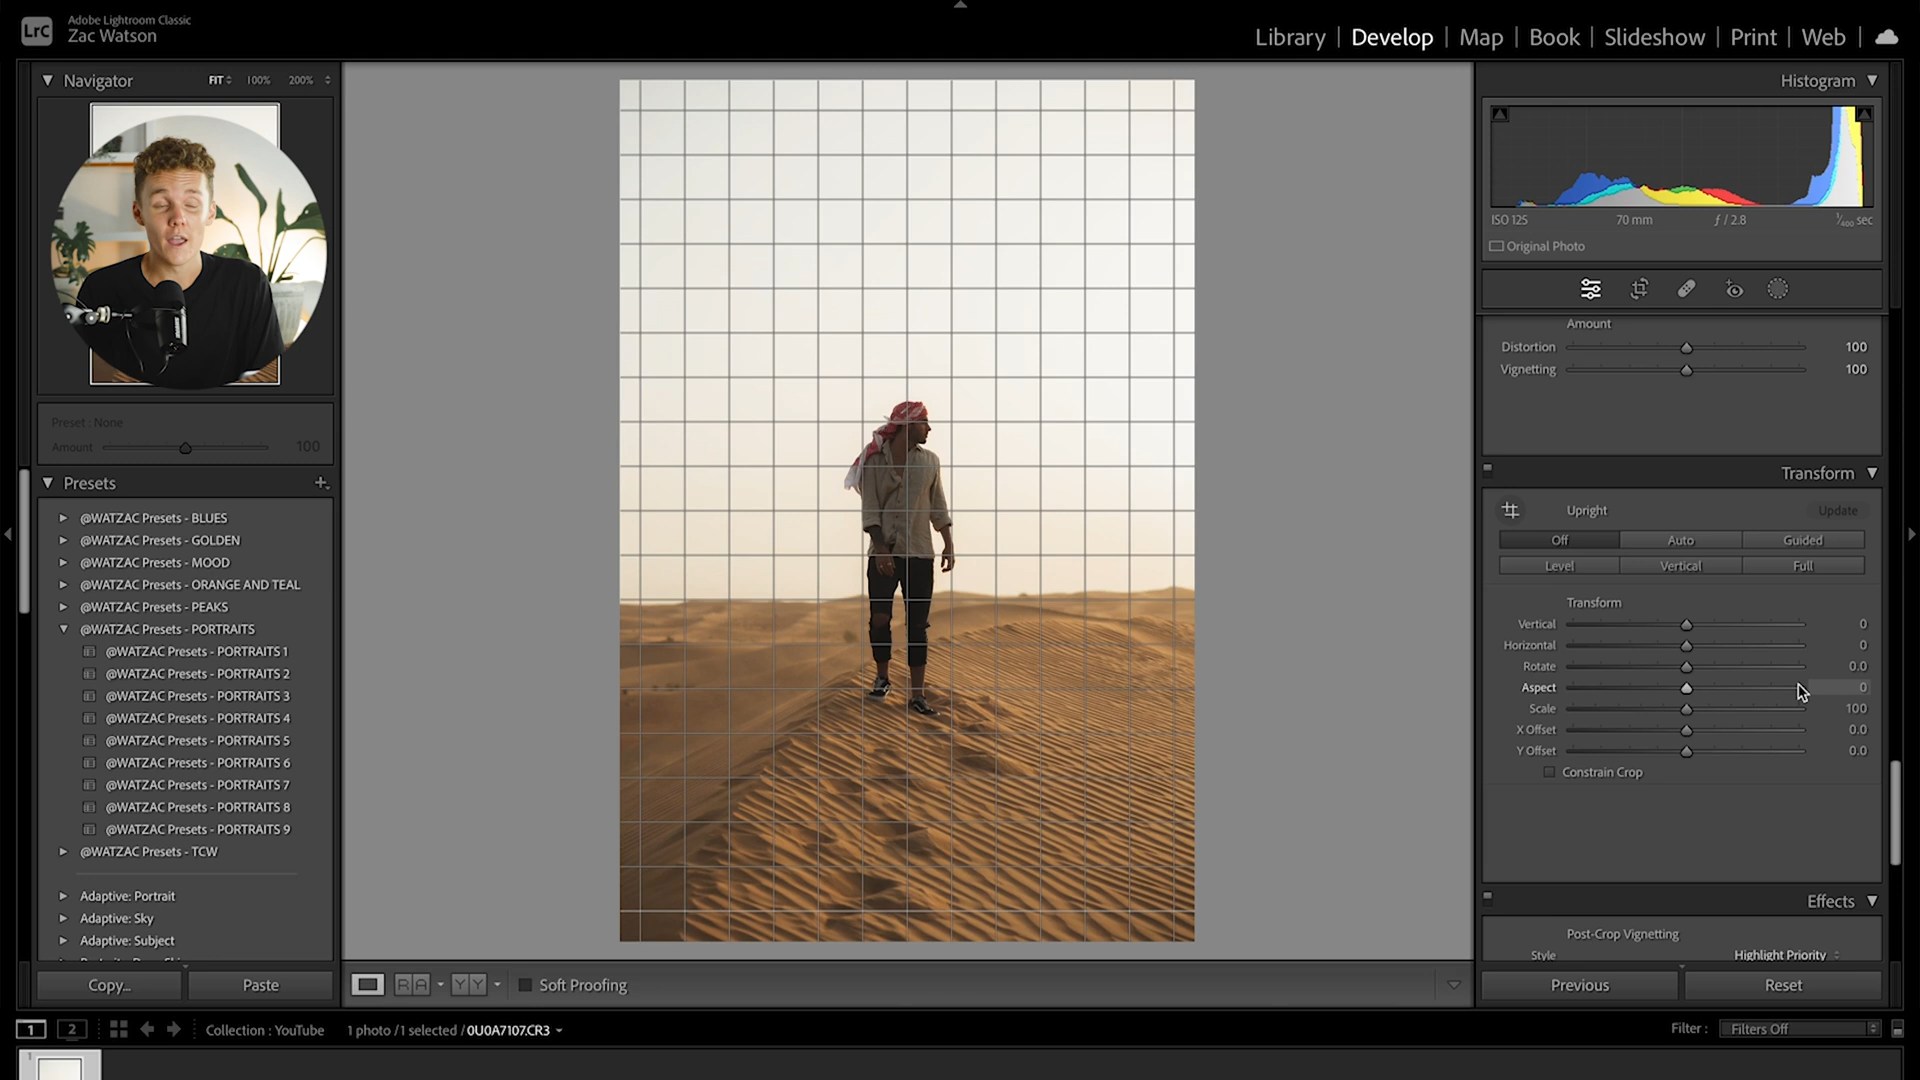 LrC
Adobe Lightroom Classic
Zac Watson
Library | Develop | Map | Book | Slideshow | Print | Web
Navigator
FIT 100% 200%
Preset : None
Amount 100
Presets
@WATZAC Presets - BLUES
@WATZAC Presets - GOLDEN
@WATZAC Presets - MOOD
@WATZAC Presets - ORANGE AND TEAL
@WATZAC Presets - PEAKS
@WATZAC Presets - PORTRAITS
@WATZAC Presets - PORTRAITS 1
@WATZAC Presets - PORTRAITS 2
@WATZAC Presets - PORTRAITS 3
@WATZAC Presets - PORTRAITS 4
@WATZAC Presets - PORTRAITS 5
@WATZAC Presets - PORTRAITS 6
@WATZAC Presets - PORTRAITS 7
@WATZAC Presets - PORTRAITS 8
@WATZAC Presets - PORTRAITS 9
@WATZAC Presets - TCW
Adaptive: Portrait
Adaptive: Sky
Adaptive: Subject
Copy...
Paste
R A Y Y Soft Proofing
Histogram
ISO 125 70 mm ƒ / 2.8 1/400 sec
Original Photo
Amount
Distortion 100
Vignetting 100
Transform
Upright Update
Off Auto Guided
Level Vertical Full
Transform
Vertical 0
Horizontal 0
Rotate 0.0
Aspect 0
Scale 100
X Offset 0.0
Y Offset 0.0
Constrain Crop
Effects
Post-Crop Vignetting
Style Highlight Priority
Previous
Reset
1 2 Collection : YouTube 1 photo / 1 selected / 0U0A7107.CR3
Filter : Filters Off
1